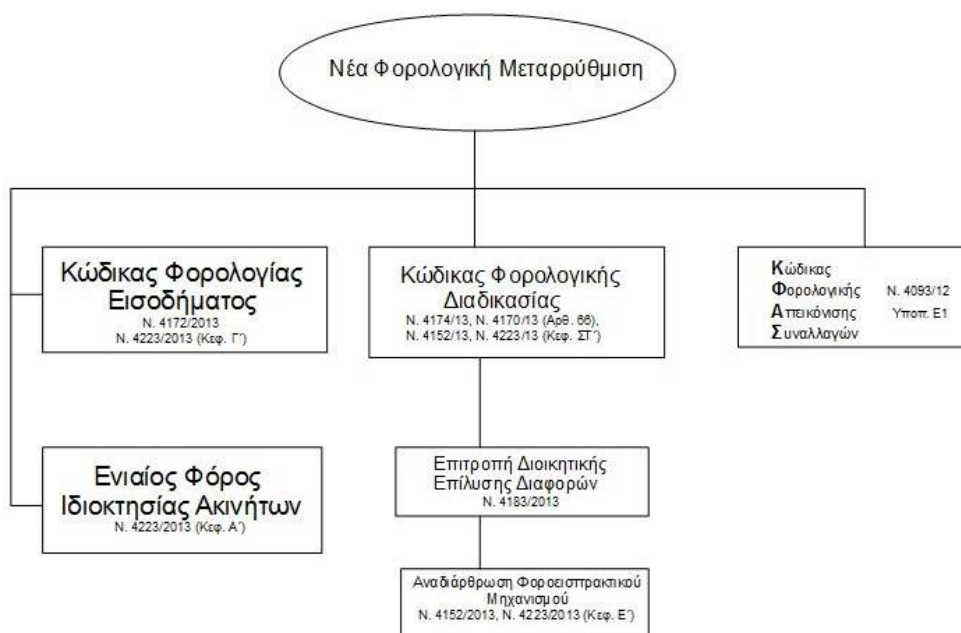 Νέα Φορολογική Μεταρρύθμιση
Κώδικας Φορολογίας
Εισοδήματος
Ν. 4172/2013
Ν. 4223/2013 (Κεφ. Γ΄)
Κώδικας Φορολογικής
Διαδικασίας
Ν. 4174/13, Ν. 4170/13 (Αρθ. 66),
Ν. 4152/13, Ν. 4223/13 (Κεφ. ΣΤ΄)
Κώδικας
Φορολογικής Ν. 4093/12
Απεικόνισης Υποπ. Ε1
Συναλλαγών
Ενιαίος Φόρος
Ιδιοκτησίας Ακινήτων
Ν. 4223/2013 (Κεφ. Α΄)
Επιτροπή Διοικητικής
Επίλυσης Διαφορών
Ν. 4183/2013
Αναδιάρθρωση Φοροεισπρακτικού
Μηχανισμού
Ν. 4152/2013, Ν. 4223/2013 (Κεφ. Ε΄)